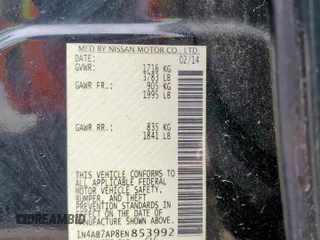 MFD BY NISSAN MOTOR CO., LTD.
DATE: 02/14
GVWR: 1716 KG
3783 LB
GAWR FR.: 905 KG
1995 LB
GAWR RR.: 835 KG
1841 LB
THIS VEHICLE CONFORMS TO ALL
APPLICABLE FEDERAL
MOTOR VEHICLE SAFETY,
BUMPER, AND THEFT
PREVENTION STANDARDS
IN EFFECT ON THE DATE OF
MANUFACTURE SHOWN
ABOVE.
1N4AB7AP8EN853992
DREAMBID